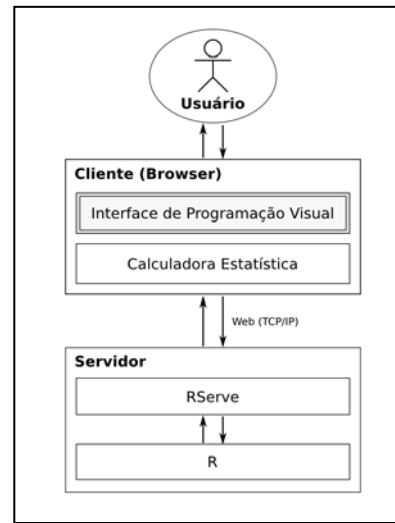 Usuário
Cliente (Browser)
Interface de Programação Visual
Calculadora Estatística
Web (TCP/IP)
Servidor
RServe
R